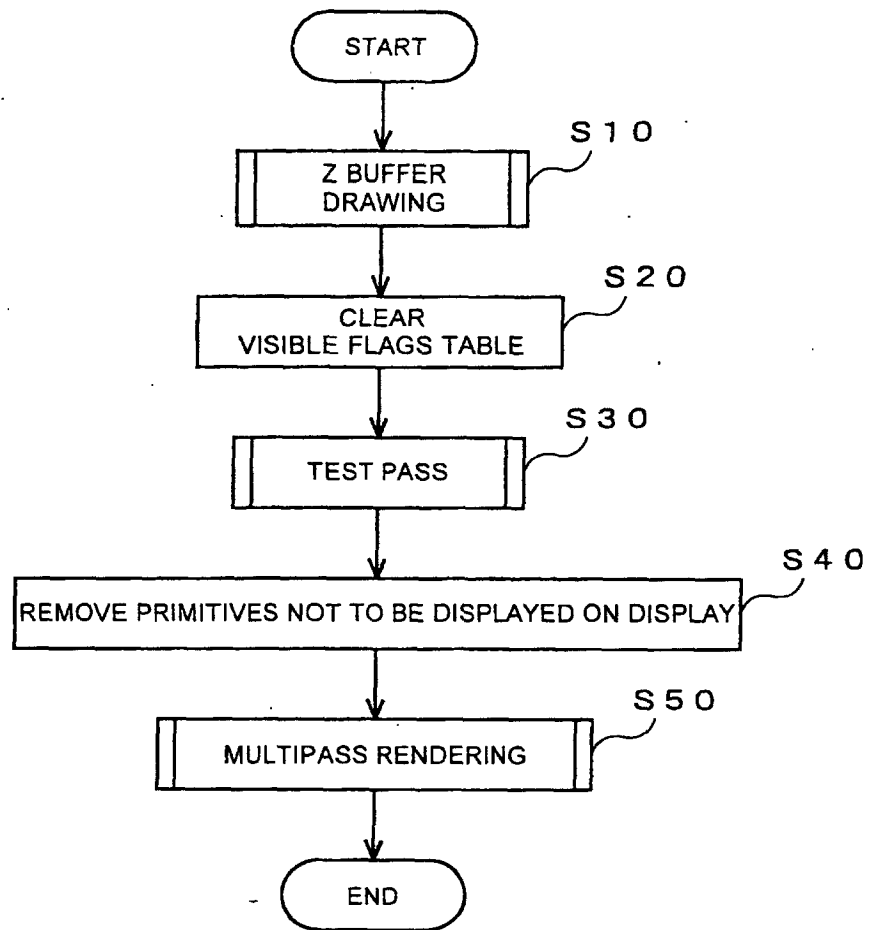 START
S10
Z BUFFER
DRAWING
S20
CLEAR
VISIBLE FLAGS TABLE
S30
TEST PASS
S40
REMOVE PRIMITIVES NOT TO BE DISPLAYED ON DISPLAY
S50
MULTIPASS RENDERING
END